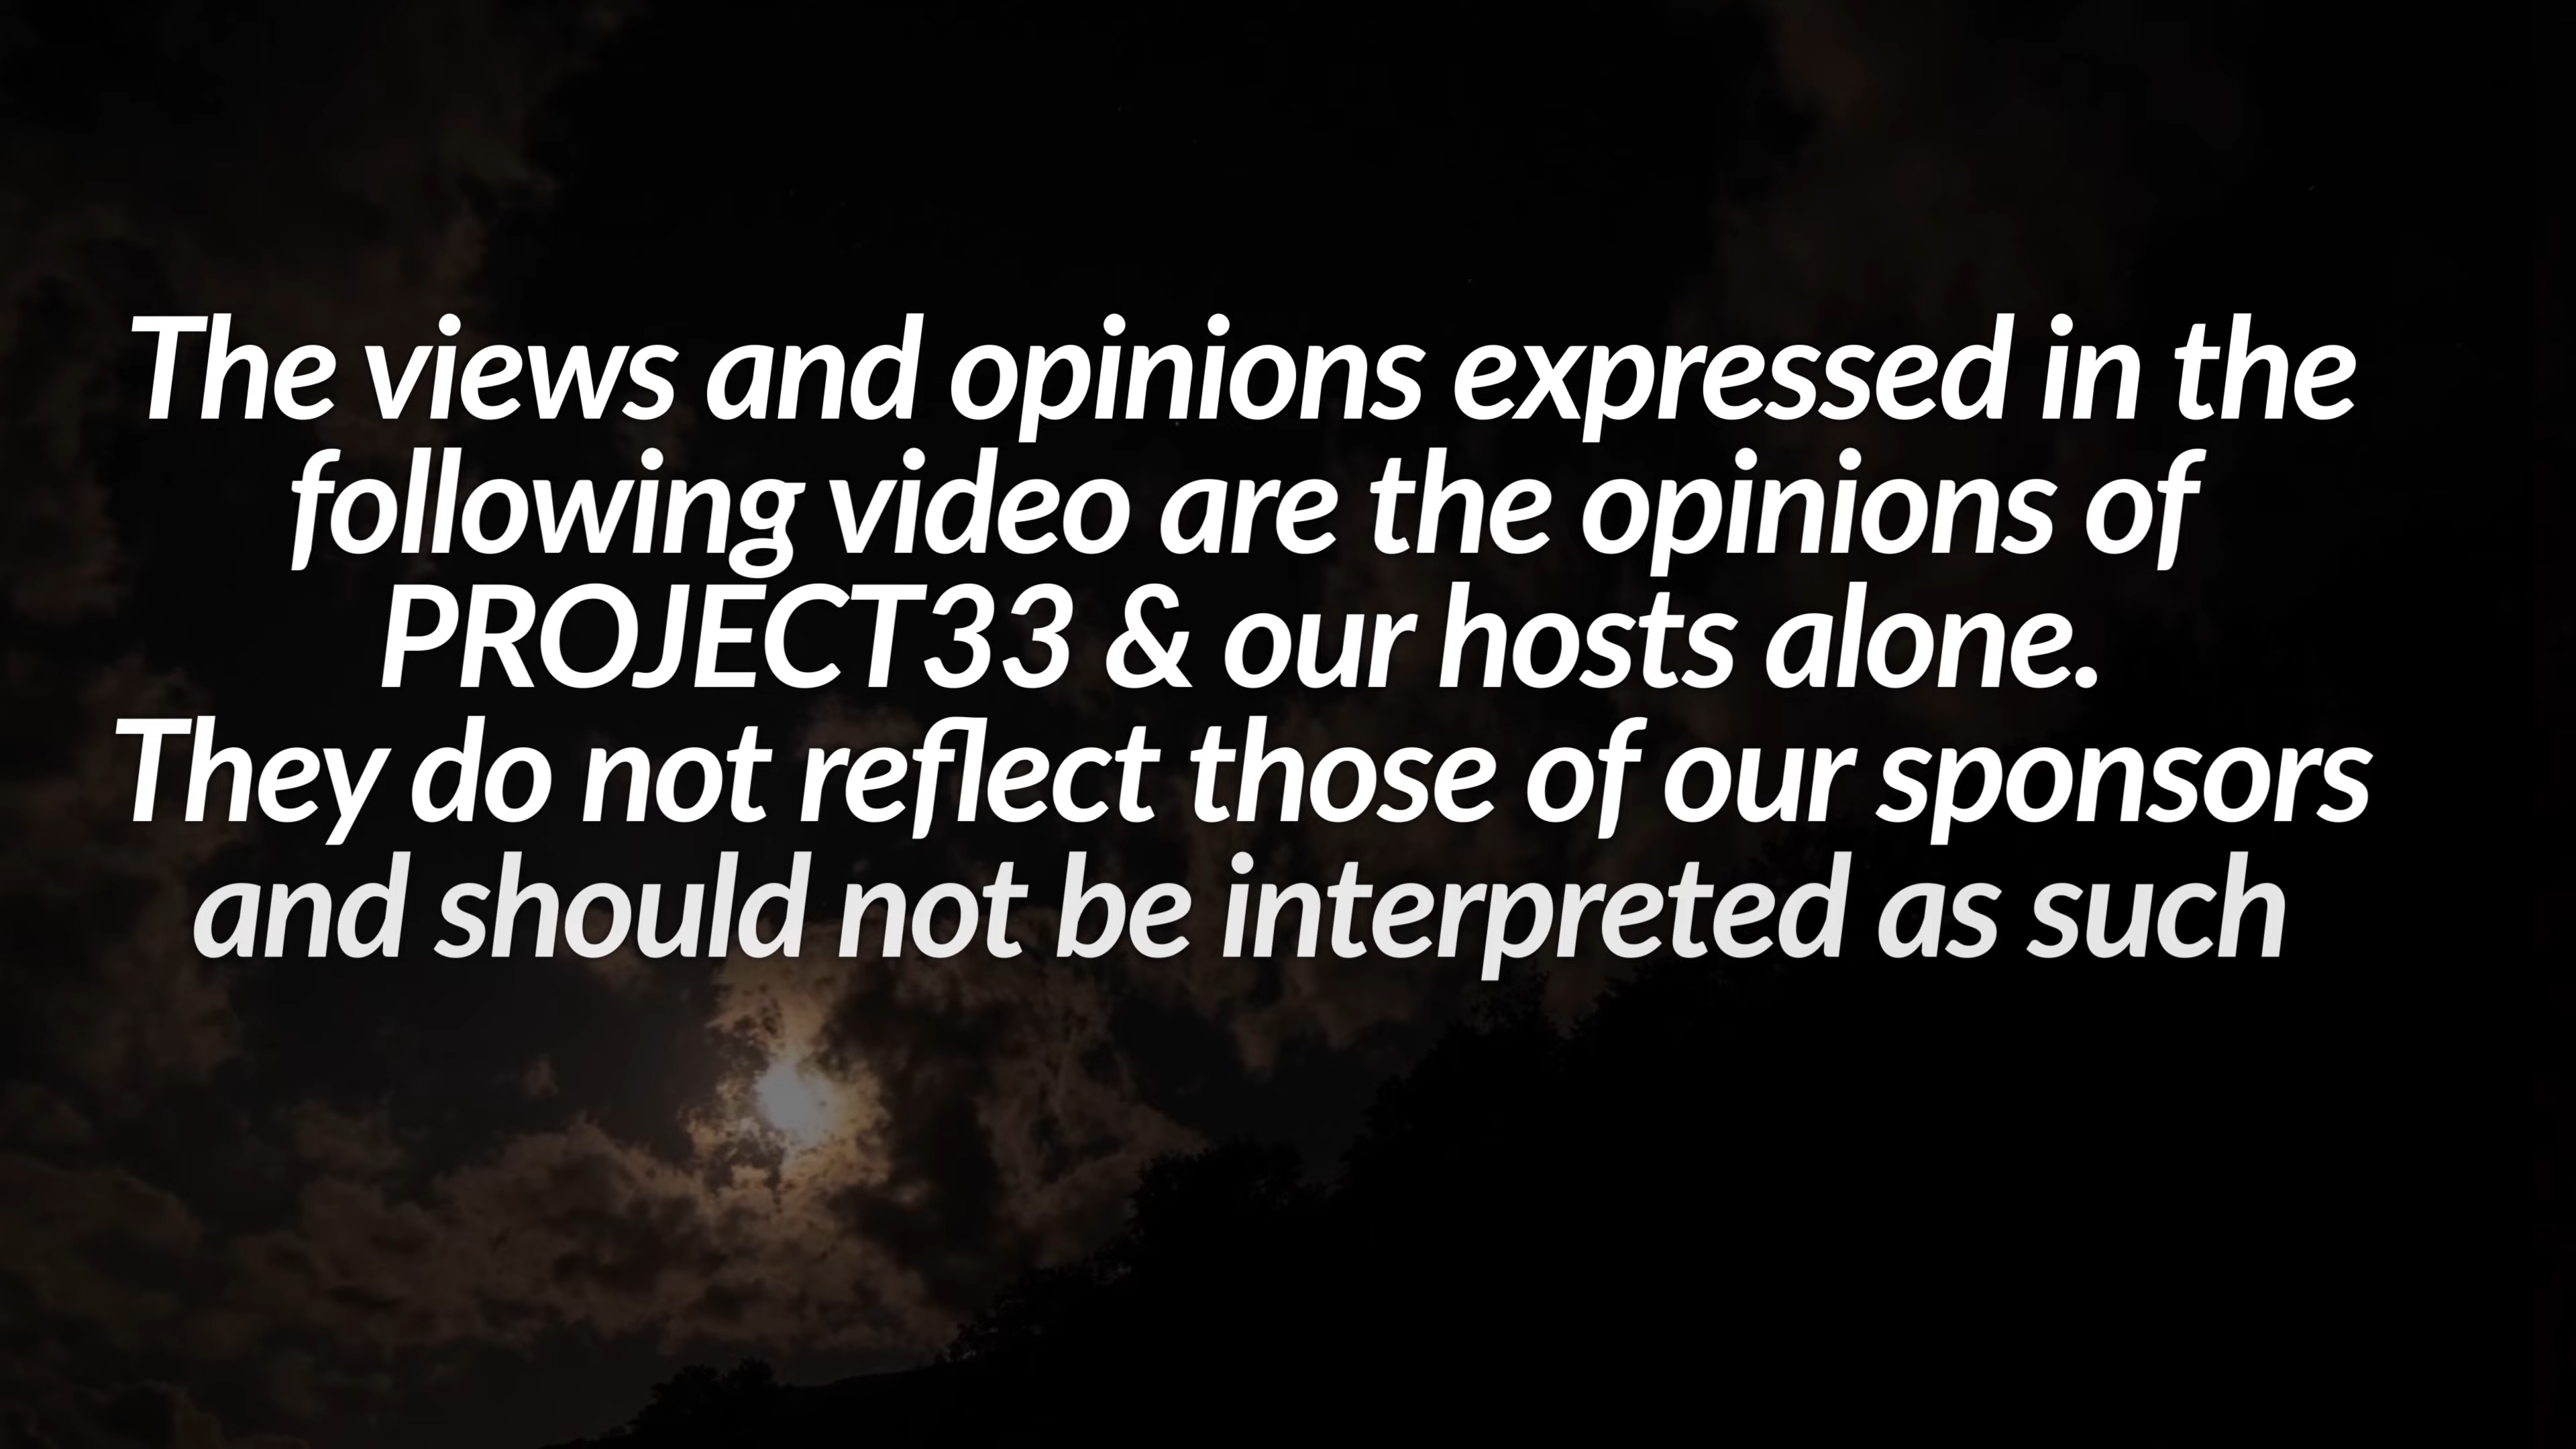 The views and opinions expressed in the
following video are the opinions of
PROJECT33 & our hosts alone.
They do not reflect those of our sponsors
and should not be interpreted as such